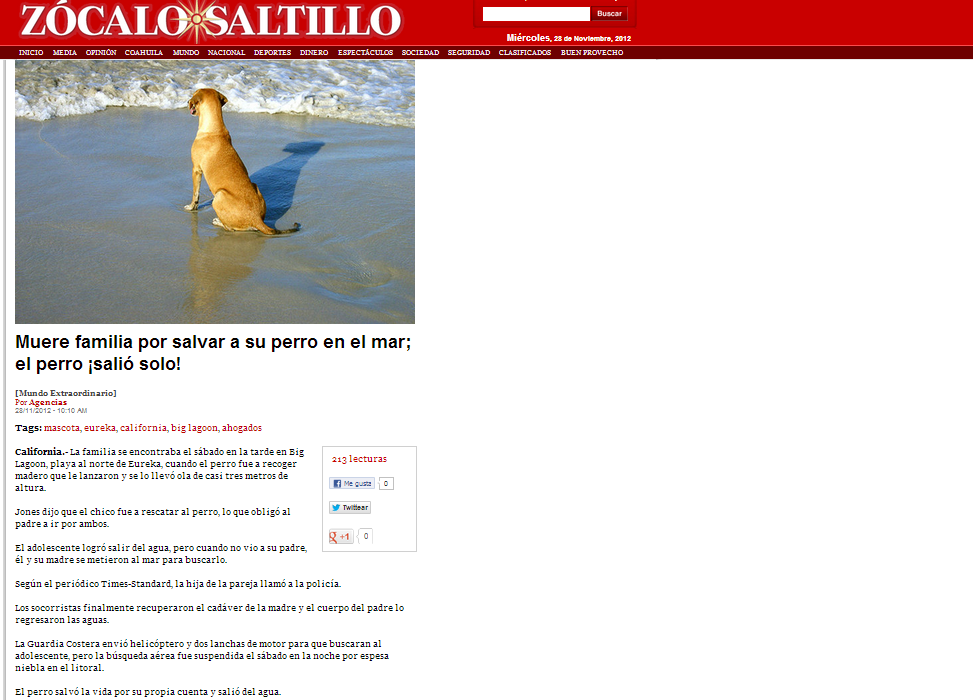 ZÓCALO SALTILLO
Buscar
Miércoles, 28 de Noviembre, 2012
INICIO MEDIA OPINIÓN COAHUILA MUNDO NACIONAL DEPORTES DINERO ESPECTÁCULOS SOCIEDAD SEGURIDAD CLASIFICADOS BUEN PROVECHO
Muere familia por salvar a su perro en el mar;
el perro ¡salió solo!
[Mundo Extraordinario]
Por Agencias
28/11/2012 - 10:10 AM
Tags: mascota, eureka, california, big lagoon, ahogados
California.- La familia se encontraba el sábado en la tarde en Big
Lagoon, playa al norte de Eureka, cuando el perro fue a recoger
madero que le lanzaron y se lo llevó ola de casi tres metros de
altura.
213 lecturas
Me gusta 0
Twittear
g +1 0
Jones dijo que el chico fue a rescatar al perro, lo que obligó al
padre a ir por ambos.
El adolescente logró salir del agua, pero cuando no vio a su padre,
él y su madre se metieron al mar para buscarlo.
Según el periódico Times-Standard, la hija de la pareja llamó a la policía.
Los socorristas finalmente recuperaron el cadáver de la madre y el cuerpo del padre lo
regresaron las aguas.
La Guardia Costera envió helicóptero y dos lanchas de motor para que buscaran al
adolescente, pero la búsqueda aérea fue suspendida el sábado en la noche por espesa
niebla en el litoral.
El perro salvó la vida por su propia cuenta y salió del agua.